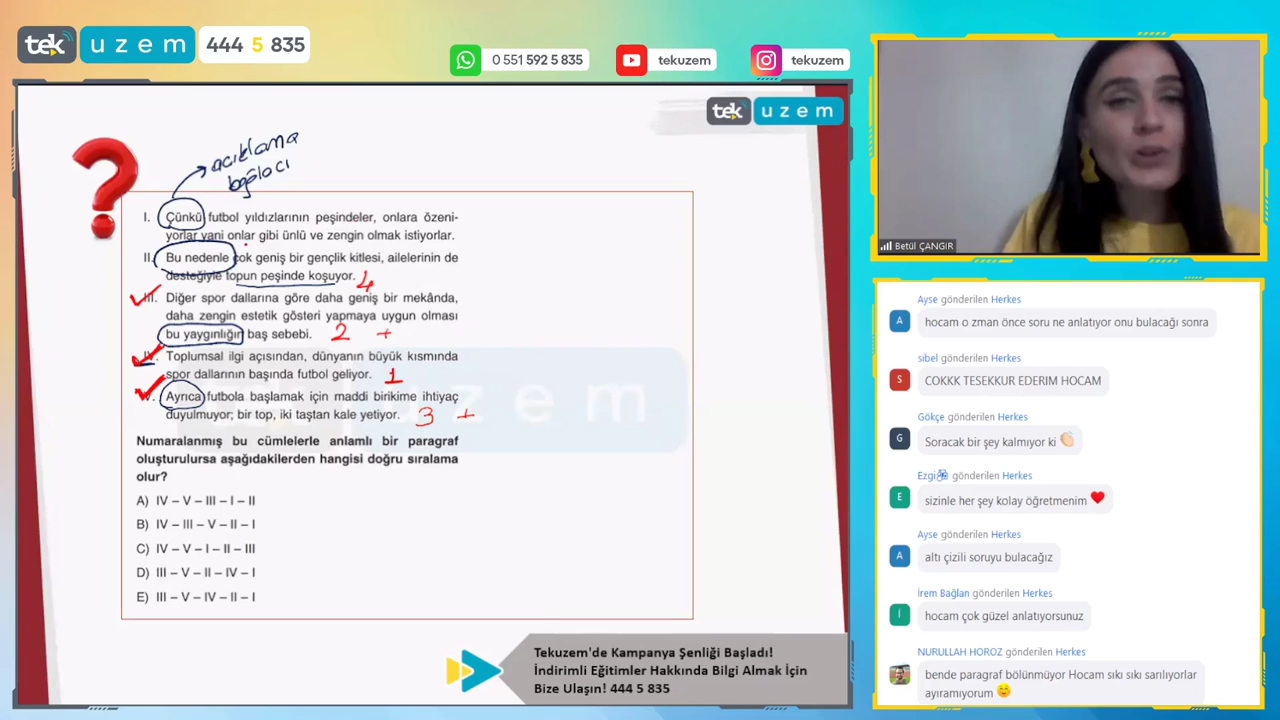 tek uzem 444 5 835
0 551 592 5 835
tekuzem
tekuzem
tek uzem
açıklama
bağlacı
I. Çünkü futbol yıldızlarının peşindeler, onlara özeni-
yorlar yani onlar gibi ünlü ve zengin olmak istiyorlar.
II. Bu nedenle çok geniş bir gençlik kitlesi, ailelerinin de
desteğiyle topun peşinde koşuyor. 4
III. Diğer spor dallarına göre daha geniş bir mekânda,
daha zengin estetik gösteri yapmaya uygun olması
bu yaygınlığın baş sebebi. 2 +
IV. Toplumsal ilgi açısından, dünyanın büyük kısmında
spor dallarının başında futbol geliyor. 1
V. Ayrıca futbola başlamak için maddi birikime ihtiyaç
duyulmuyor; bir top, iki taştan kale yetiyor. 3 +
Numaralanmış bu cümlelerle anlamlı bir paragraf
oluşturulursa aşağıdakilerden hangisi doğru sıralama
olur?
A) IV – V – III – I – II
B) IV – III – V – II – I
C) IV – V – I – II – III
D) III – V – II – IV – I
E) III – V – IV – II – I
tek uzem
Tekuzem'de Kampanya Şenliği Başladı!
İndirimli Eğitimler Hakkında Bilgi Almak İçin
Bize Ulaşın! 444 5 835
Betül ÇANGIR
Ayse gönderilen Herkes
A hocam o zman önce soru ne anlatıyor onu bulacağı sonra
sibel gönderilen Herkes
S COKKK TESEKKUR EDERIM HOCAM
Gökçe gönderilen Herkes
G Soracak bir şey kalmıyor ki 👏🏻
Ezgi gönderilen Herkes
E sizinle her şey kolay öğretmenim ♥
Ayse gönderilen Herkes
A altı çizili soruyu bulacağız
İrem Bağlan gönderilen Herkes
İ hocam çok güzel anlatıyorsunuz
NURULLAH HOROZ gönderilen Herkes
bende paragraf bölünmüyor Hocam sıkı sıkı sarılıyorlar
ayıramıyorum ☺